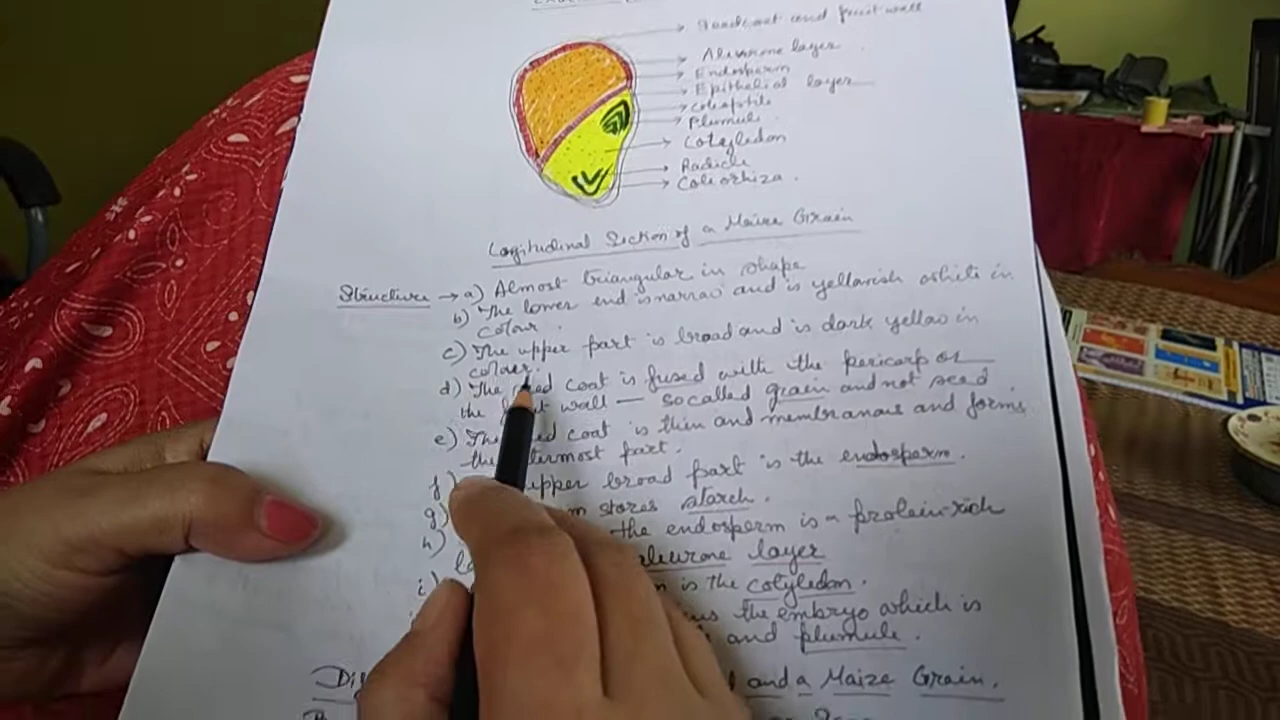 Seedcoat and fruit wall
Aleurone layer
Endosperm
Epithelial layer
Coleoptile
Plumule
Cotyledon
Radicle
Coleorhiza.
Logitudinal Section of a Maize Grain
Structure → a) Almost triangular in shape
b) The lower end is narrow and is yellowish white in
colour.
c) The upper part is broad and is dark yellow in
colour.
d) The seed coat is fused with the pericarp or
the fruit wall — so called grain and not seed.
e) The seed coat is thin and membranous and forms
the outermost part.
f) upper broad part is the endosperm.
g) stores starch.
h) the endosperm is a protein-rich
aleurone layer
i) is the cotyledon.
the embryo which is
and plumule.
and a Maize Grain.